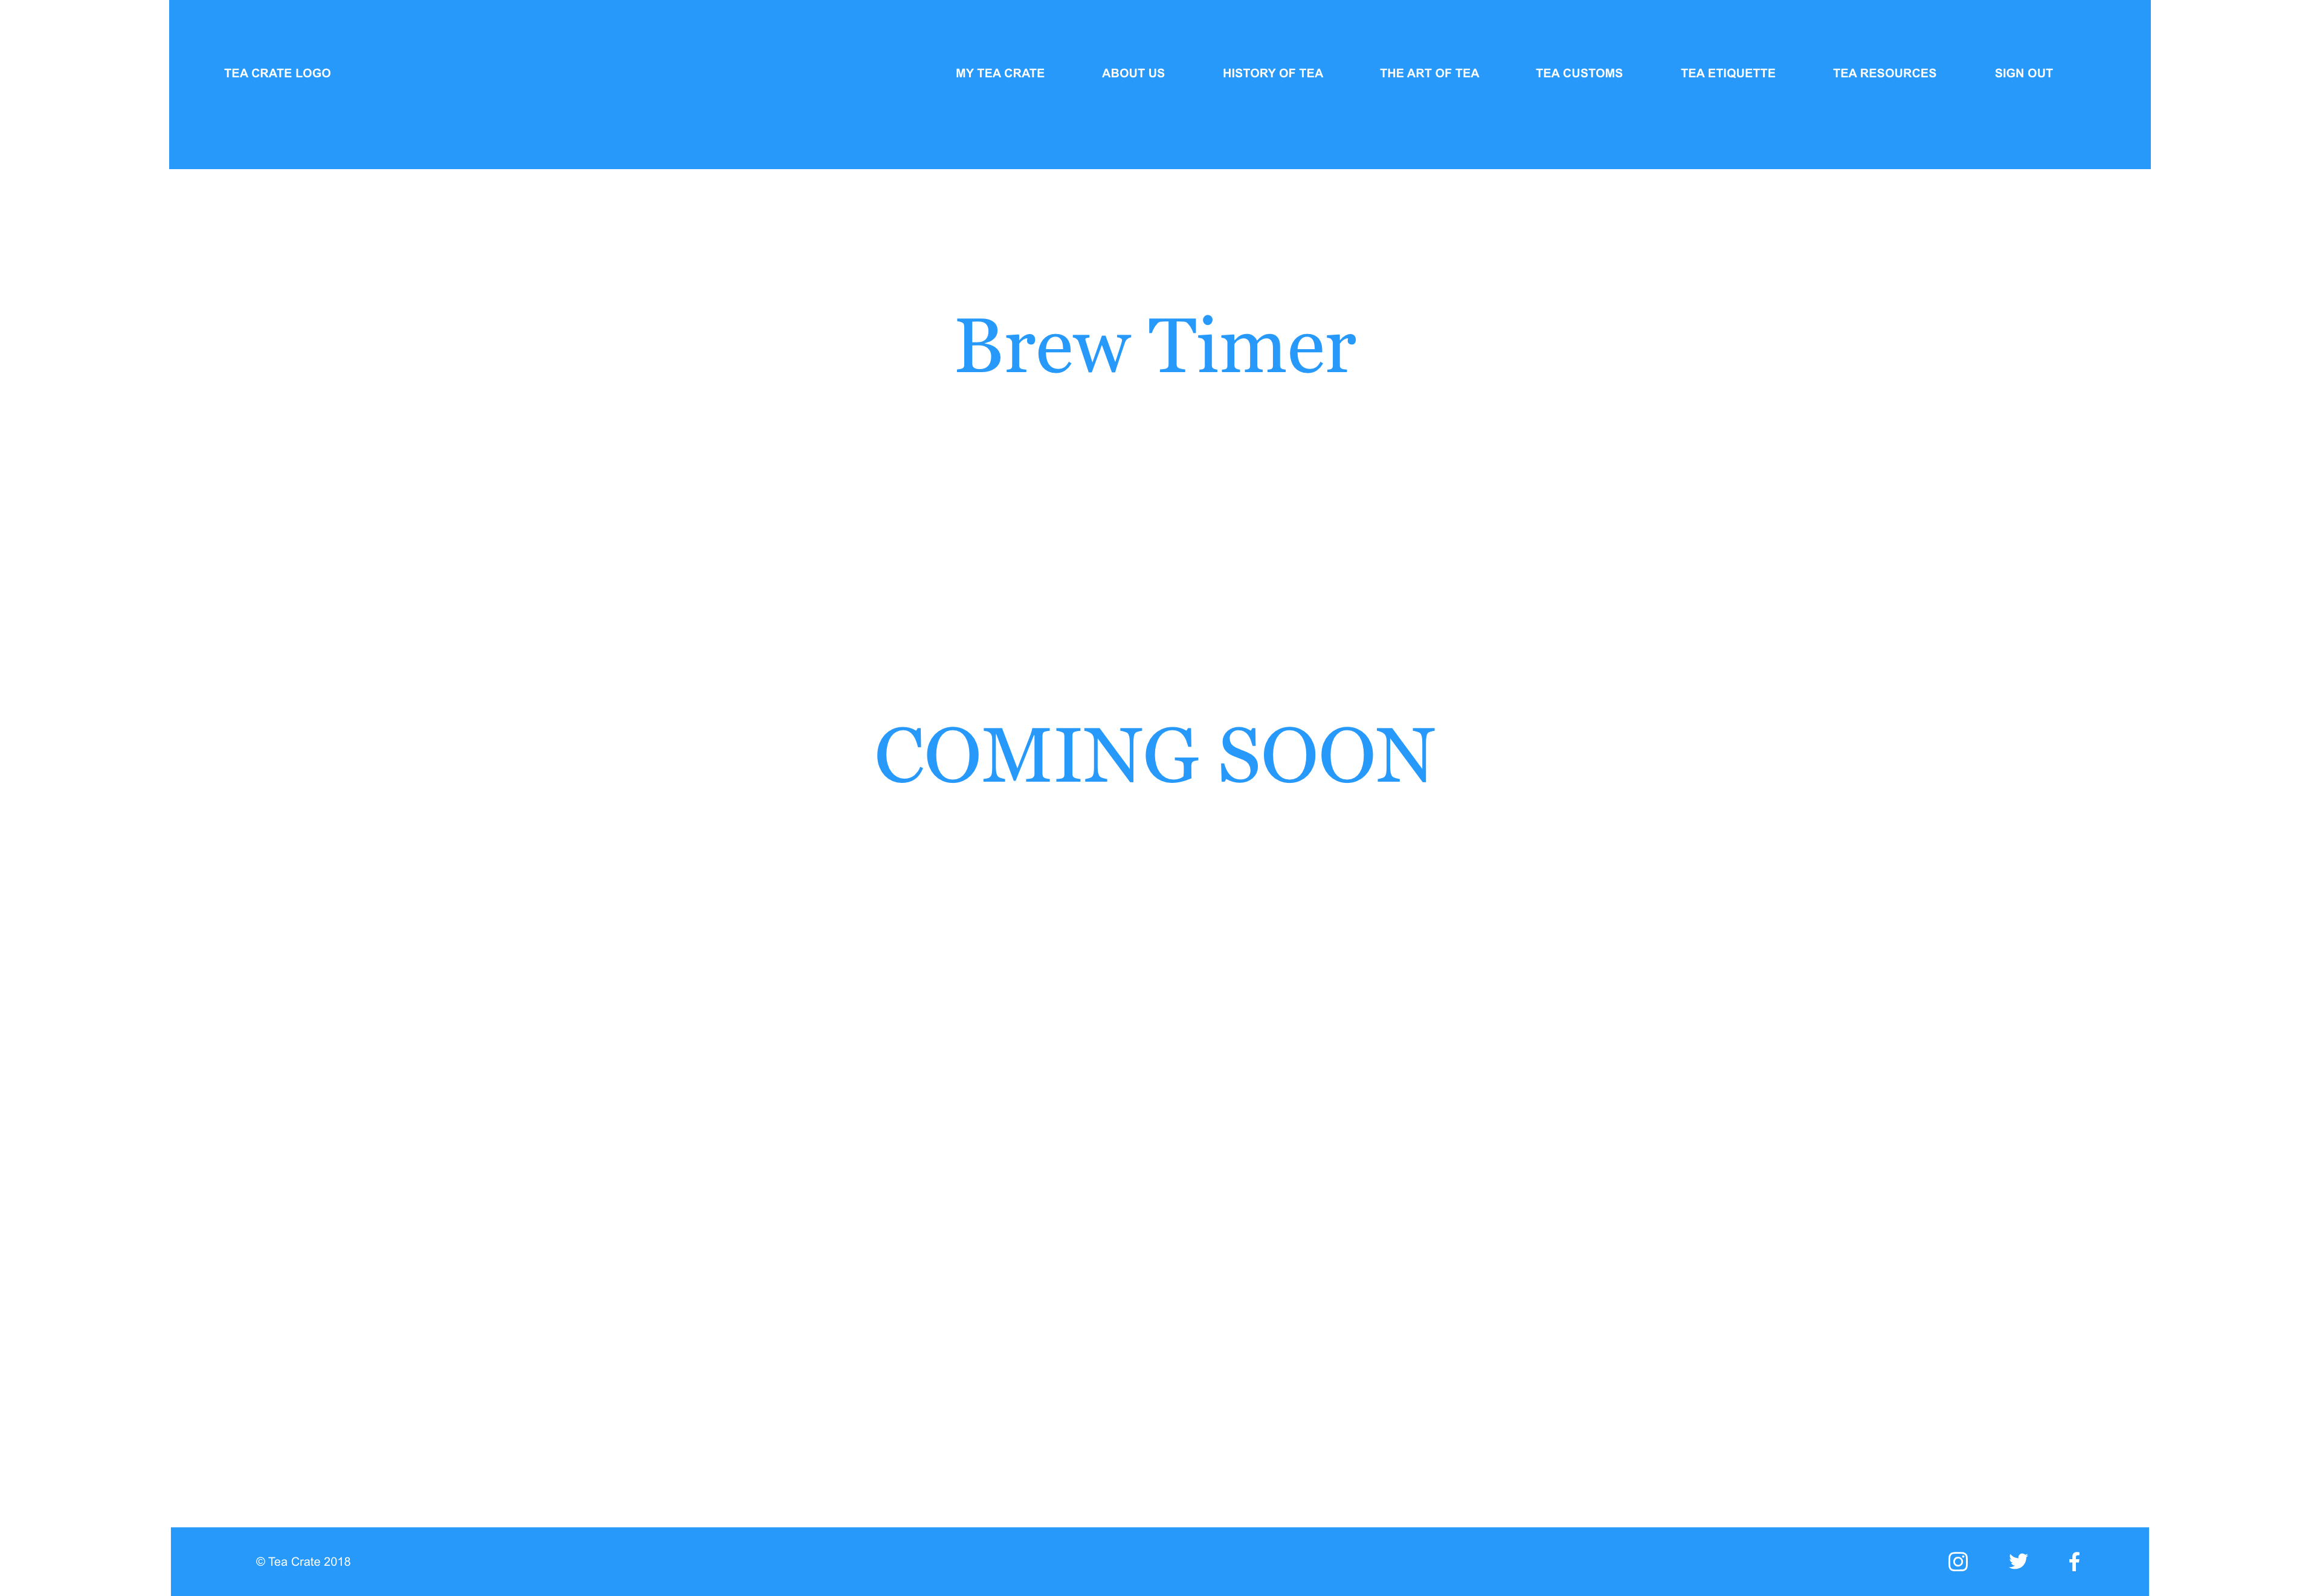 TEA CRATE LOGO MY TEA CRATE ABOUT US HISTORY OF TEA THE ART OF TEA TEA CUSTOMS TEA ETIQUETTE TEA RESOURCES SIGN OUT
Brew Timer
COMING SOON
© Tea Crate 2018